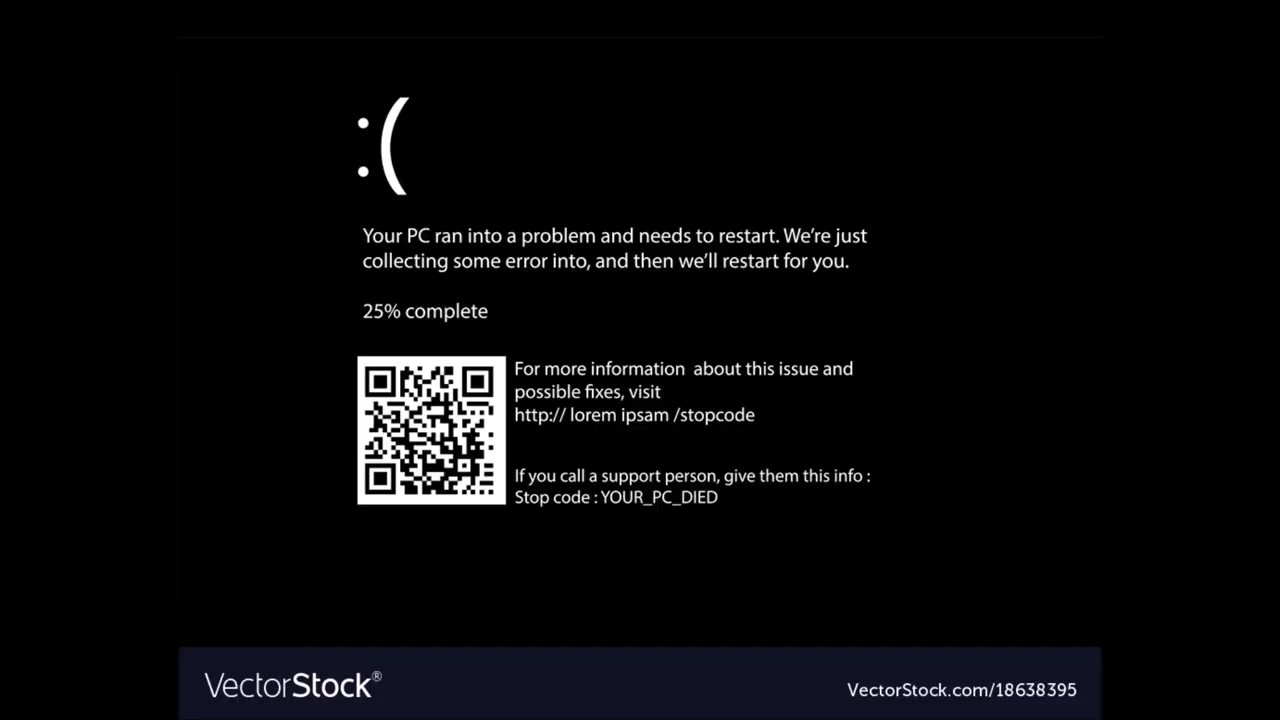 :(
Your PC ran into a problem and needs to restart. We’re just
collecting some error into, and then we’ll restart for you.
25% complete
For more information  about this issue and
possible fixes, visit
http:// lorem ipsam /stopcode
If you call a support person, give them this info :
Stop code : YOUR_PC_DIED
VectorStock®
VectorStock.com/18638395